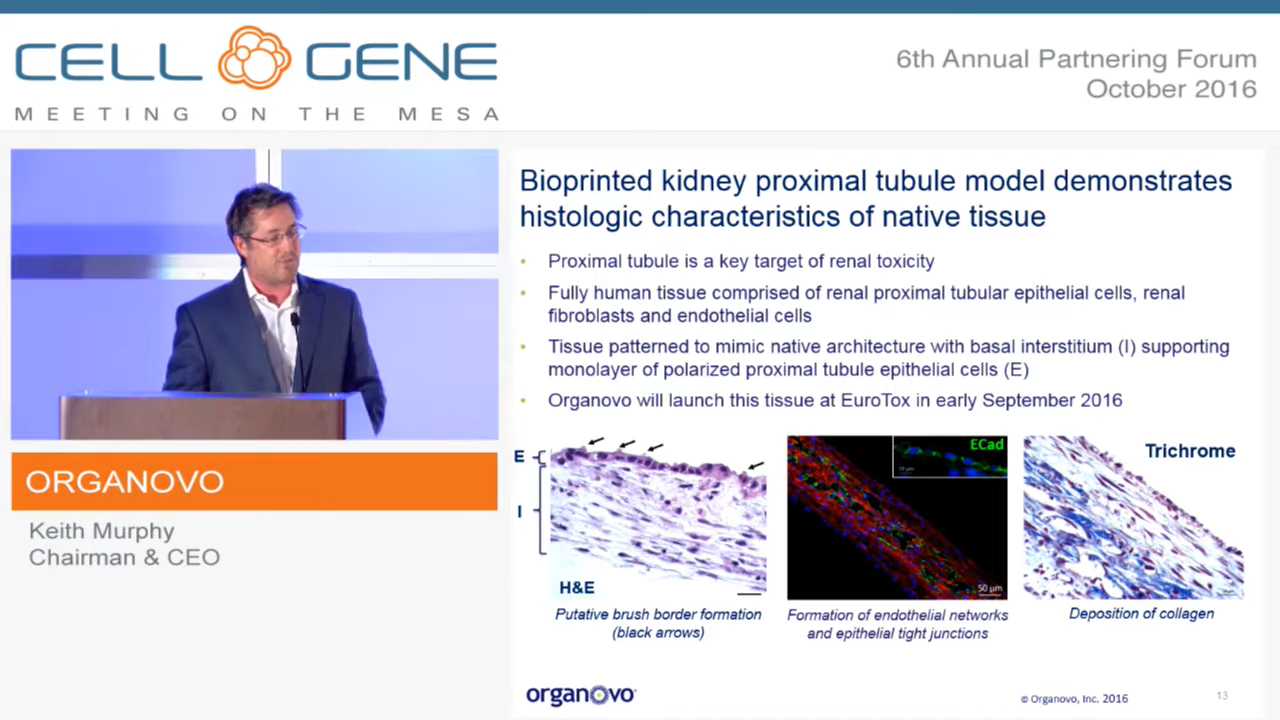 CELL GENE
MEETING ON THE MESA
6th Annual Partnering Forum
October 2016
Bioprinted kidney proximal tubule model demonstrates
histologic characteristics of native tissue
• Proximal tubule is a key target of renal toxicity
• Fully human tissue comprised of renal proximal tubular epithelial cells, renal
fibroblasts and endothelial cells
• Tissue patterned to mimic native architecture with basal interstitium (I) supporting
monolayer of polarized proximal tubule epithelial cells (E)
• Organovo will launch this tissue at EuroTox in early September 2016
E
I
H&E
Putative brush border formation
(black arrows)
ECad
50 µm
Formation of endothelial networks
and epithelial tight junctions
Trichrome
Deposition of collagen
ORGANOVO
Keith Murphy
Chairman & CEO
organovo
© Organovo, Inc. 2016
13